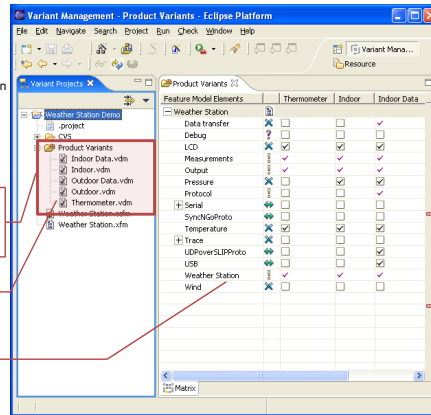 Variant Management - Product Variants - Eclipse Platform
File Edit Navigate Search Project Run Check Window Help
Variant Mana...
Resource
Variant Projects
Product Variants
Feature Model Elements Thermometer Indoor Indoor Data
Weather Station Demo
.project
CVS
Product Variants
Indoor Data.vdm
Indoor.vdm
Outdoor Data.vdm
Outdoor.vdm
Thermometer.vdm
Weather Station.xfm
Weather Station
Data transfer
Debug
LCD
Measurements
Output
Pressure
Protocol
Serial
SyncNGoProto
Temperature
Trace
UDPoverSLIPProto
USB
Weather Station
Wind
Matrix